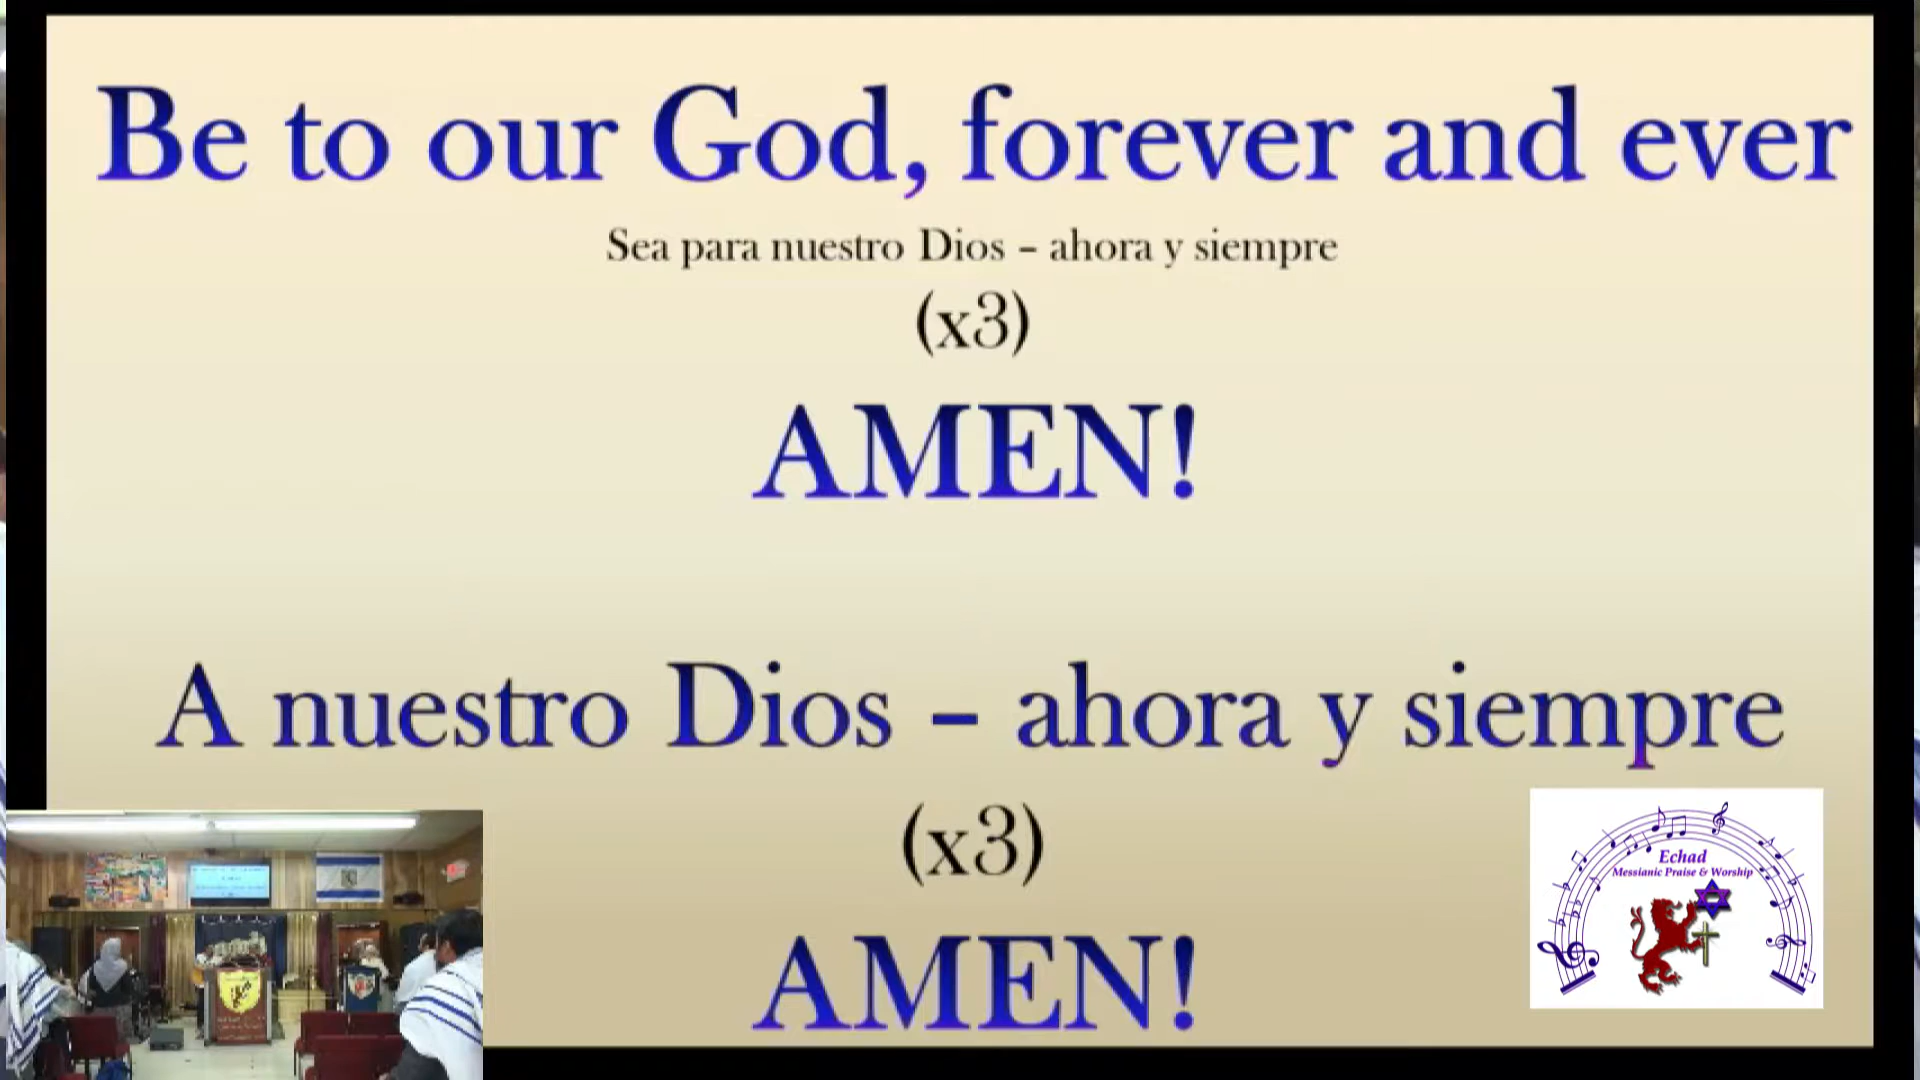 Be to our God, forever and ever
Sea para nuestro Dios – ahora y siempre
(x3)
AMEN!
A nuestro Dios – ahora y siempre
(x3)
AMEN!
Echad
Messianic Praise & Worship